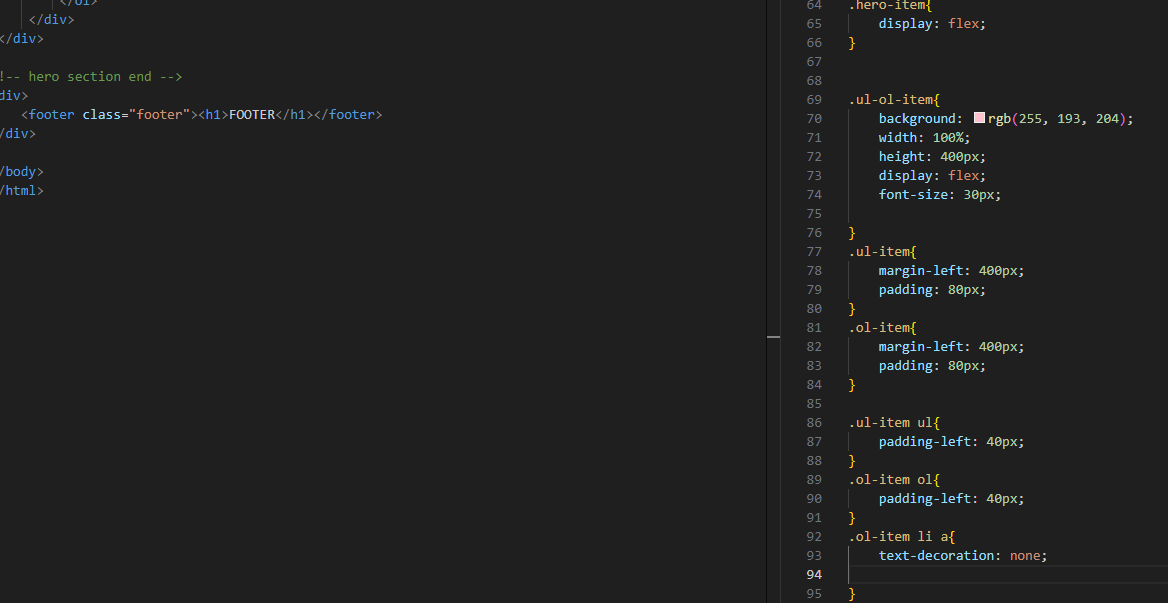 </ol>
</div>
</div>
!-- hero section end -->
div>
<footer class="footer"><h1>FOOTER</h1></footer>
/div>
/body>
/html>
64 .hero-item{
65 display: flex;
66 }
67
68
69 .ul-ol-item{
70 background: rgb(255, 193, 204);
71 width: 100%;
72 height: 400px;
73 display: flex;
74 font-size: 30px;
75
76 }
77 .ul-item{
78 margin-left: 400px;
79 padding: 80px;
80 }
81 .ol-item{
82 margin-left: 400px;
83 padding: 80px;
84 }
85
86 .ul-item ul{
87 padding-left: 40px;
88 }
89 .ol-item ol{
90 padding-left: 40px;
91 }
92 .ol-item li a{
93 text-decoration: none;
94
95 }